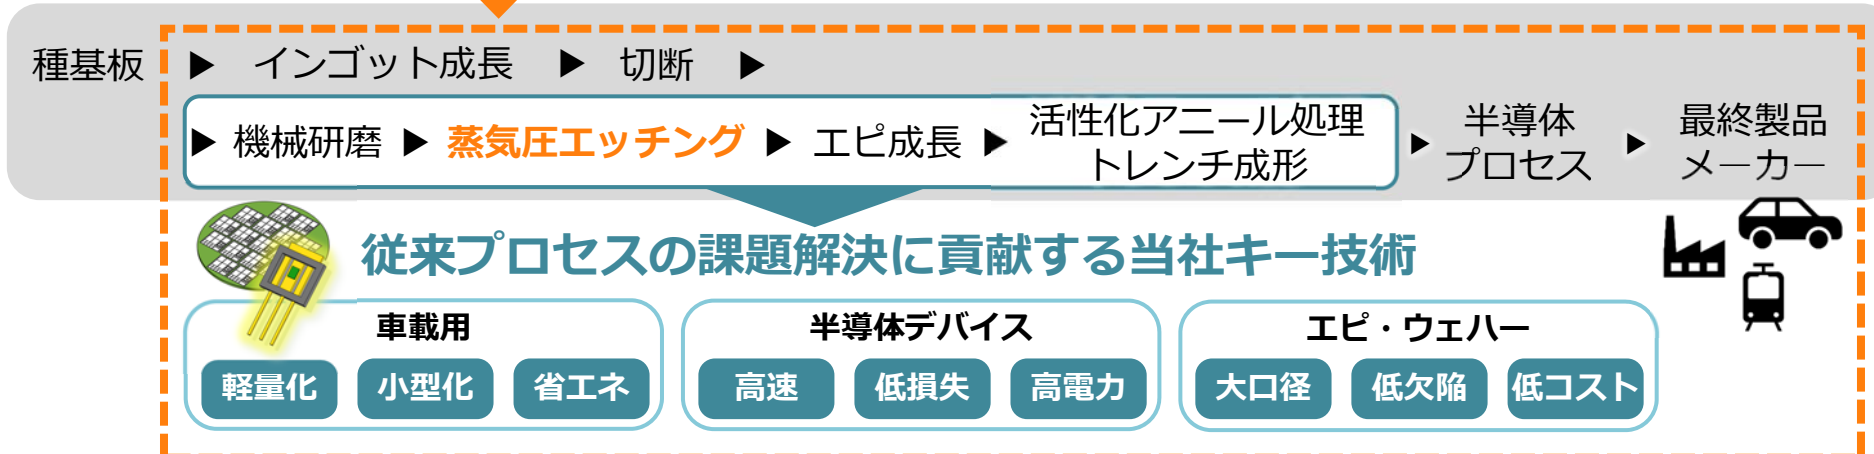 種基板 ▶ インゴット成長 ▶ 切断 ▶
▶ 機械研磨 ▶ 蒸気圧エッチング ▶ エピ成長 ▶ 活性化アニール処理
トレンチ成形
▶ 半導体
プロセス
▶ 最終製品
メーカー
従来プロセスの課題解決に貢献する当社キー技術
車載用
軽量化 小型化 省エネ
半導体デバイス
高速 低損失 高電力
エピ・ウェハー
大口径 低欠陥 低コスト